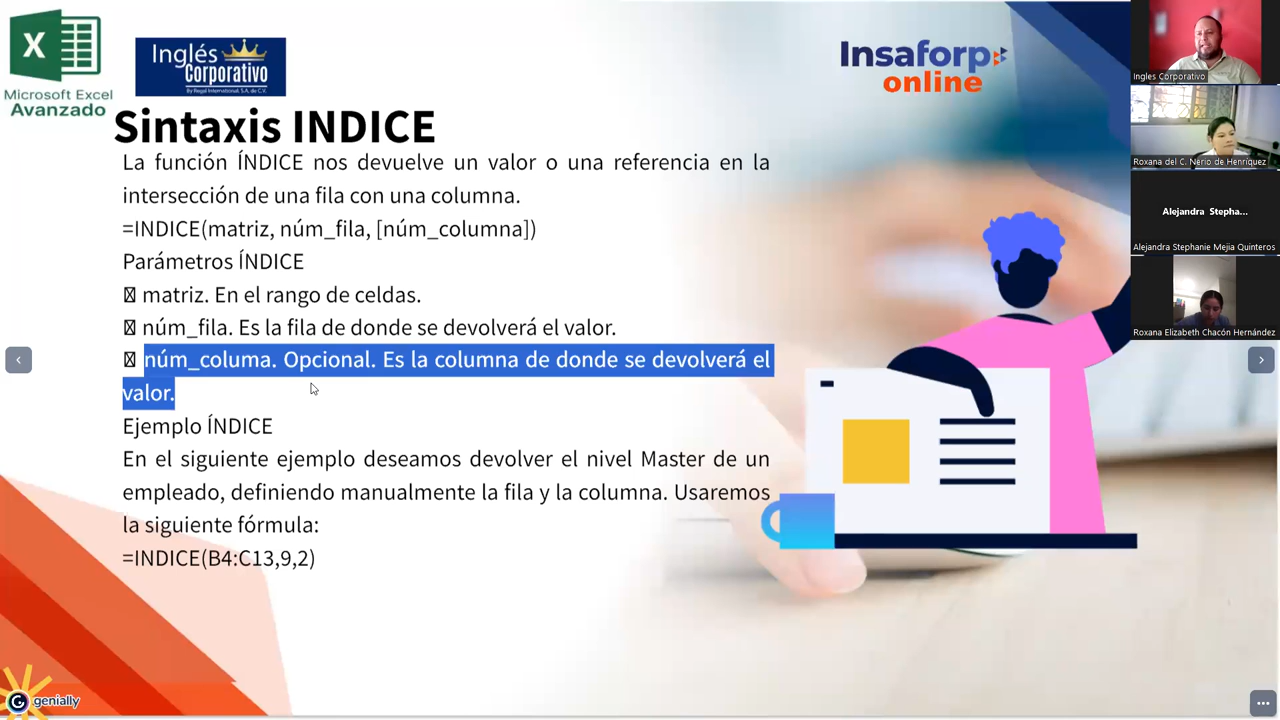 Microsoft Excel
Avanzado
Inglés
Corporativo
By Regal International, S.A. de C.V.
Insaforp
online
Sintaxis INDICE
La función ÍNDICE nos devuelve un valor o una referencia en la
intersección de una fila con una columna.
=INDICE(matriz, núm_fila, [núm_columna])
Parámetros ÍNDICE
matriz. En el rango de celdas.
núm_fila. Es la fila de donde se devolverá el valor.
núm_columa. Opcional. Es la columna de donde se devolverá el
valor.
Ejemplo ÍNDICE
En el siguiente ejemplo deseamos devolver el nivel Master de un
empleado, definiendo manualmente la fila y la columna. Usaremos
la siguiente fórmula:
=INDICE(B4:C13,9,2)
genially
Ingles Corporativo
Roxana del C. Nerio de Henríquez
Alejandra Stepha...
Alejandra Stephanie Mejia Quinteros
Roxana Elizabeth Chacón Hernández